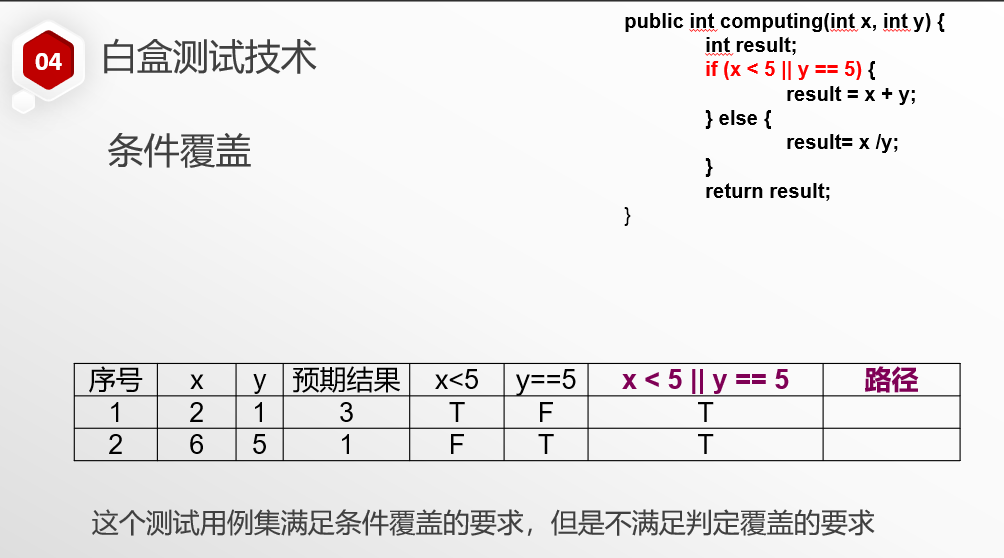 04 白盒测试技术
条件覆盖
public int computing(int x, int y) {
int result;
if (x < 5 || y == 5) {
result = x + y;
} else {
result= x /y;
}
return result;
}
序号 x y 预期结果 x<5 y==5 x < 5 || y == 5 路径
1 2 1 3 T F T
2 6 5 1 F T T
这个测试用例集满足条件覆盖的要求，但是不满足判定覆盖的要求